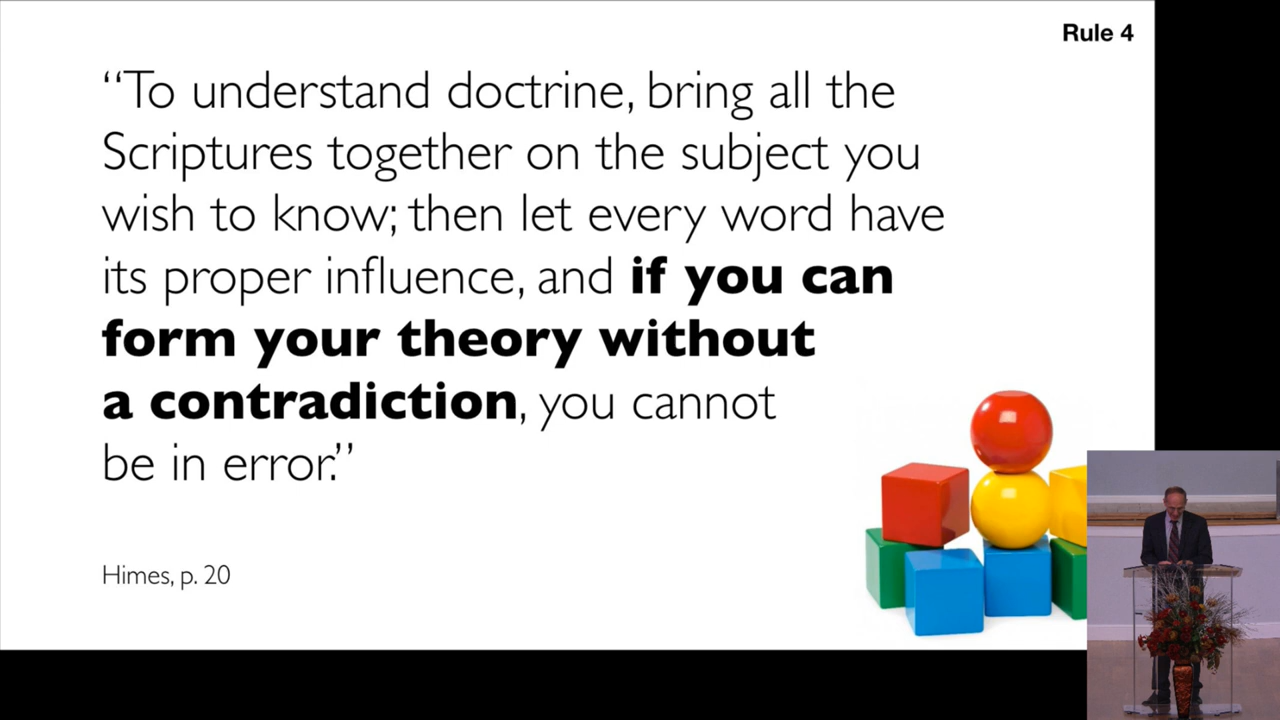 Rule 4
“To understand doctrine, bring all the
Scriptures together on the subject you
wish to know; then let every word have
its proper influence, and if you can
form your theory without
a contradiction, you cannot
be in error.”
Himes, p. 20